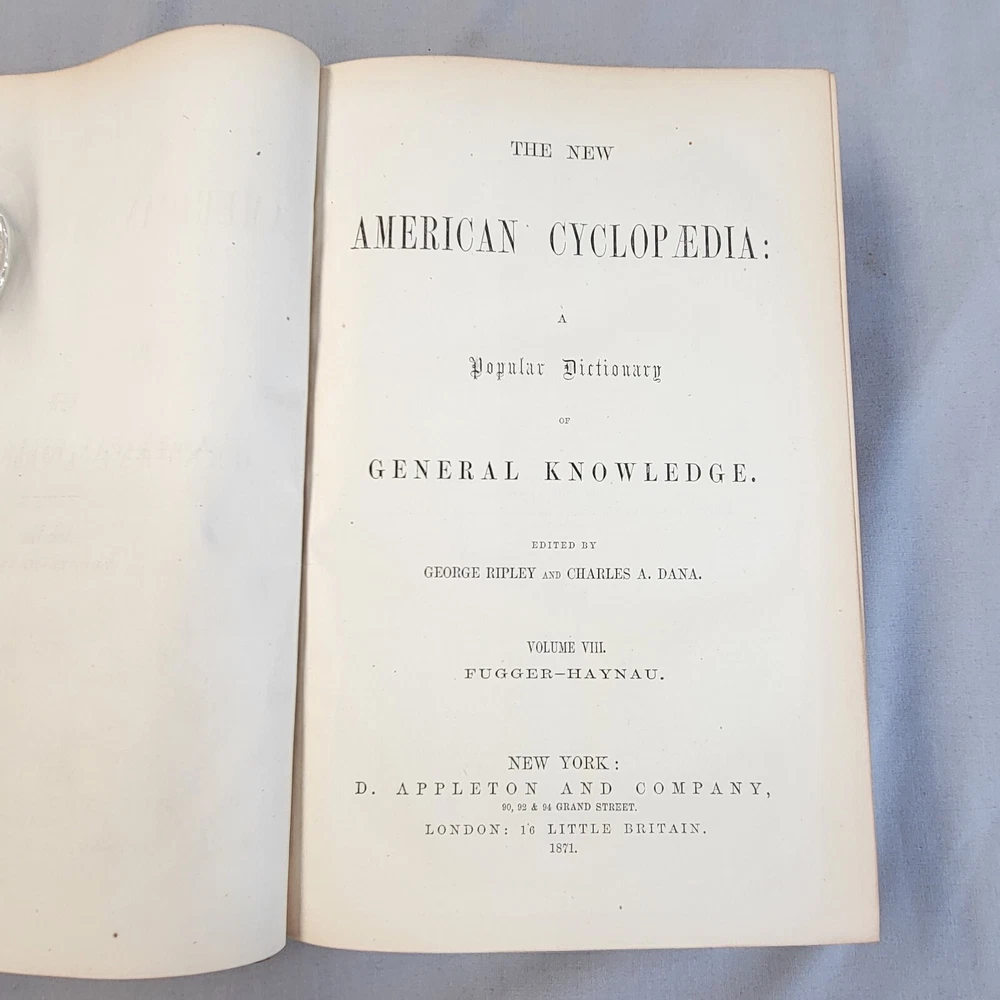 THE NEW
AMERICAN CYCLOPÆDIA:
A
Popular Dictionary
OF
GENERAL KNOWLEDGE.
EDITED BY
GEORGE RIPLEY AND CHARLES A. DANA.
VOLUME VIII.
FUGGER–HAYNAU.
NEW YORK:
D. APPLETON AND COMPANY,
90, 92 & 94 GRAND STREET.
LONDON: 16 LITTLE BRITAIN.
1871.